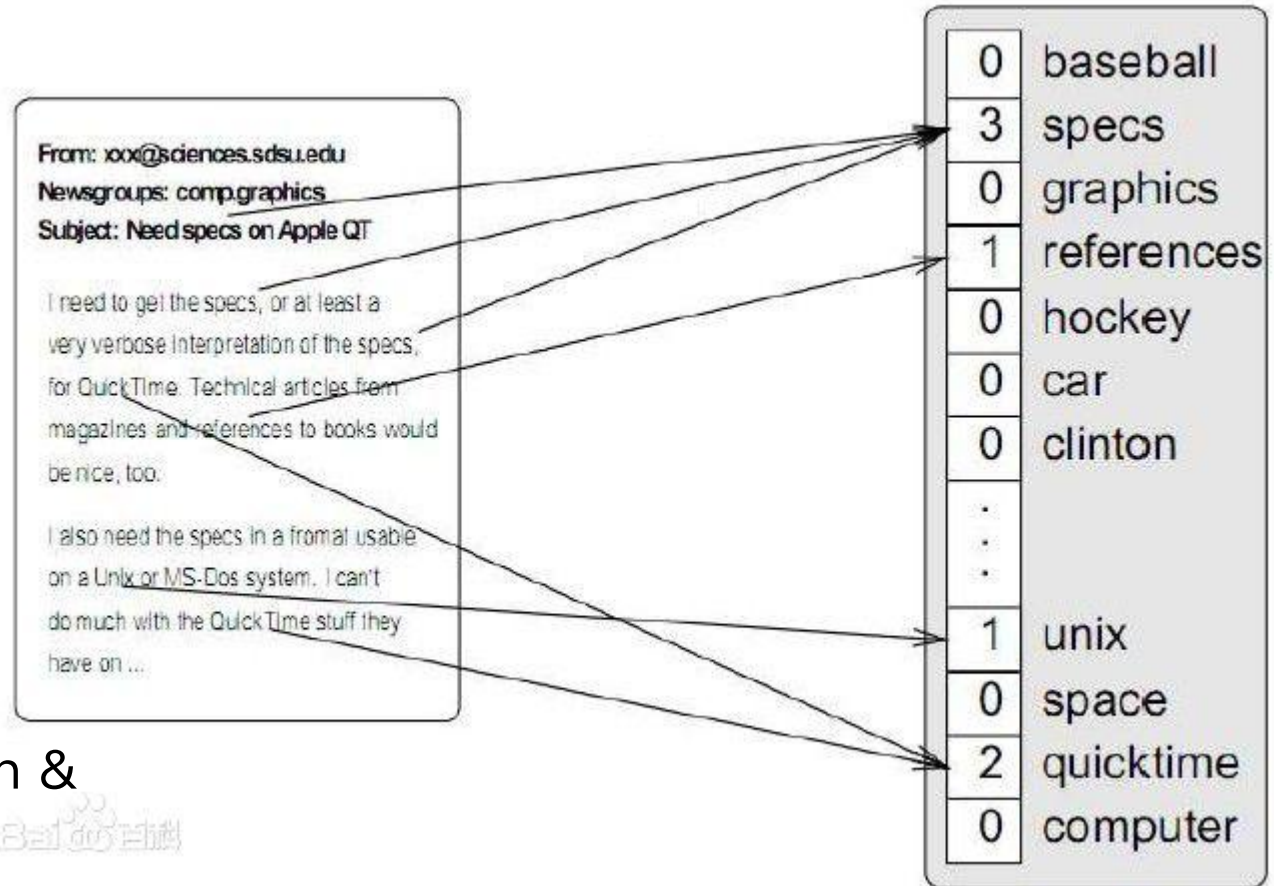 From: xxx@sciences.sdsu.edu
Newsgroups: comp.graphics
Subject: Need specs on Apple QT
I need to get the specs, or at least a
very verbose interpretation of the specs,
for QuickTime. Technical articles from
magazines and references to books would
be nice, too.
I also need the specs in a fromat usable
on a Unix or MS-Dos system. I can't
do much with the QuickTime stuff they
have on ...
n &
Bai du 百科
0 baseball
3 specs
0 graphics
1 references
0 hockey
0 car
0 clinton
.
.
.
1 unix
0 space
2 quicktime
0 computer